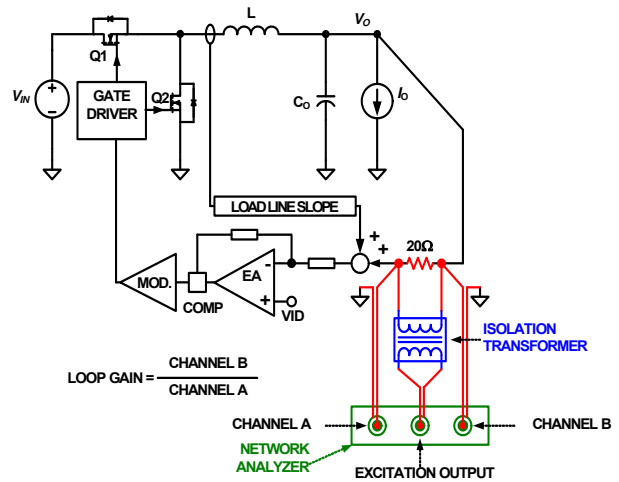 L
V_O
Q1
V_IN
+
-
GATE
DRIVER
Q2
C_O
I_O
LOAD LINE SLOPE
+
+
20Ω
MOD.
COMP
EA
-
+
VID
ISOLATION
TRANSFORMER
LOOP GAIN = CHANNEL B
CHANNEL A
CHANNEL A
CHANNEL B
NETWORK
ANALYZER
EXCITATION OUTPUT